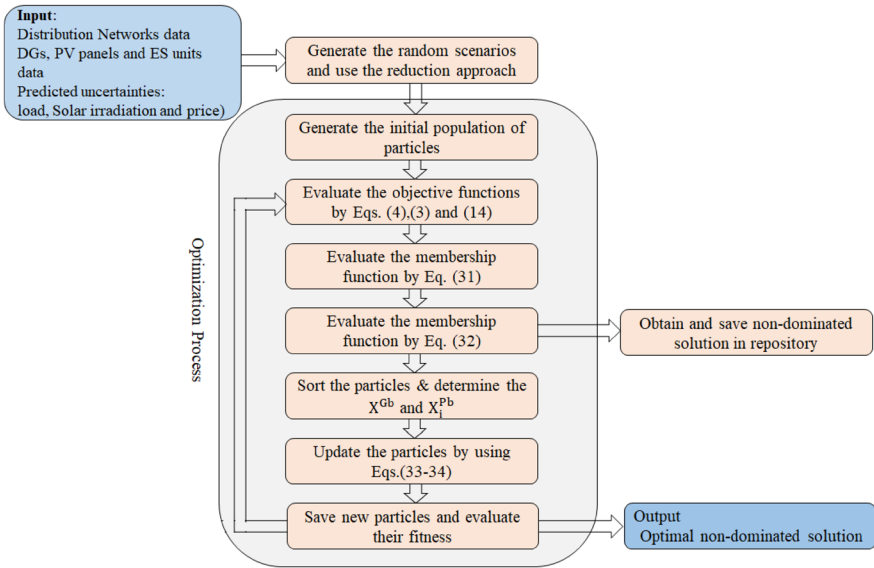 Input:
Distribution Networks data
DGs, PV panels and ES units
data
Predicted uncertainties:
load, Solar irradiation and price)
Generate the random scenarios
and use the reduction approach
Generate the initial population of
particles
Evaluate the objective functions
by Eqs. (4),(3) and (14)
Evaluate the membership
function by Eq. (31)
Evaluate the membership
function by Eq. (32)
Obtain and save non-dominated
solution in repository
Sort the particles & determine the
X^Gb and X_i^Pb
Update the particles by using
Eqs.(33-34)
Save new particles and evaluate
their fitness
Output
Optimal non-dominated solution
Optimization Process